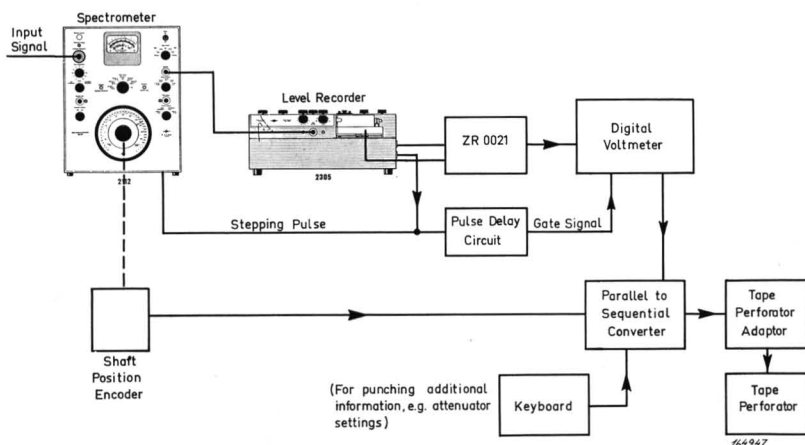 Spectrometer
Input
Signal
Level Recorder
ZR 0021
Digital
Voltmeter
2112
2305
Stepping Pulse
Pulse Delay
Circuit
Gate Signal
Parallel to
Sequential
Converter
Tape
Perforator
Adaptor
Shaft
Position
Encoder
(For punching additional
information, e.g. attenuator
settings)
Keyboard
Tape
Perforator
164947